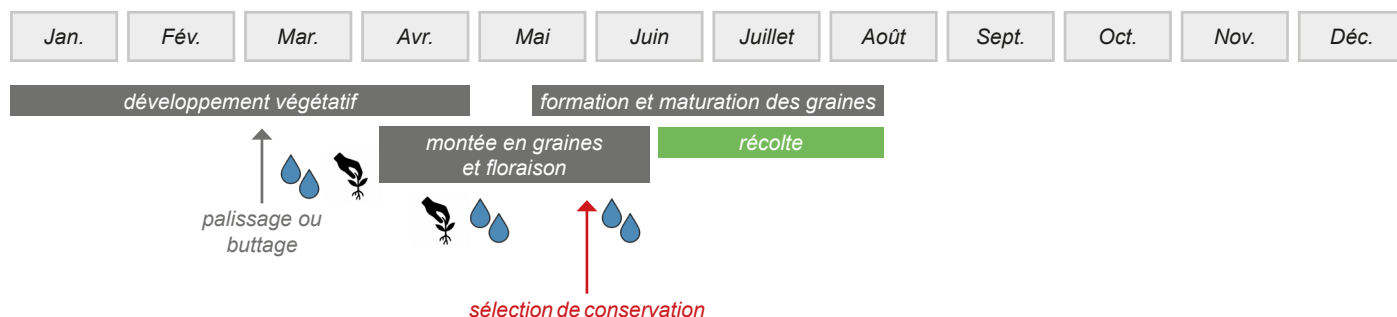 Jan.
Fév.
Mar.
Avr.
Mai
Juin
Juillet
Août
Sept.
Oct.
Nov.
Déc.
développement végétatif
formation et maturation des graines
montée en graines
et floraison
récolte
palissage ou
buttage
sélection de conservation